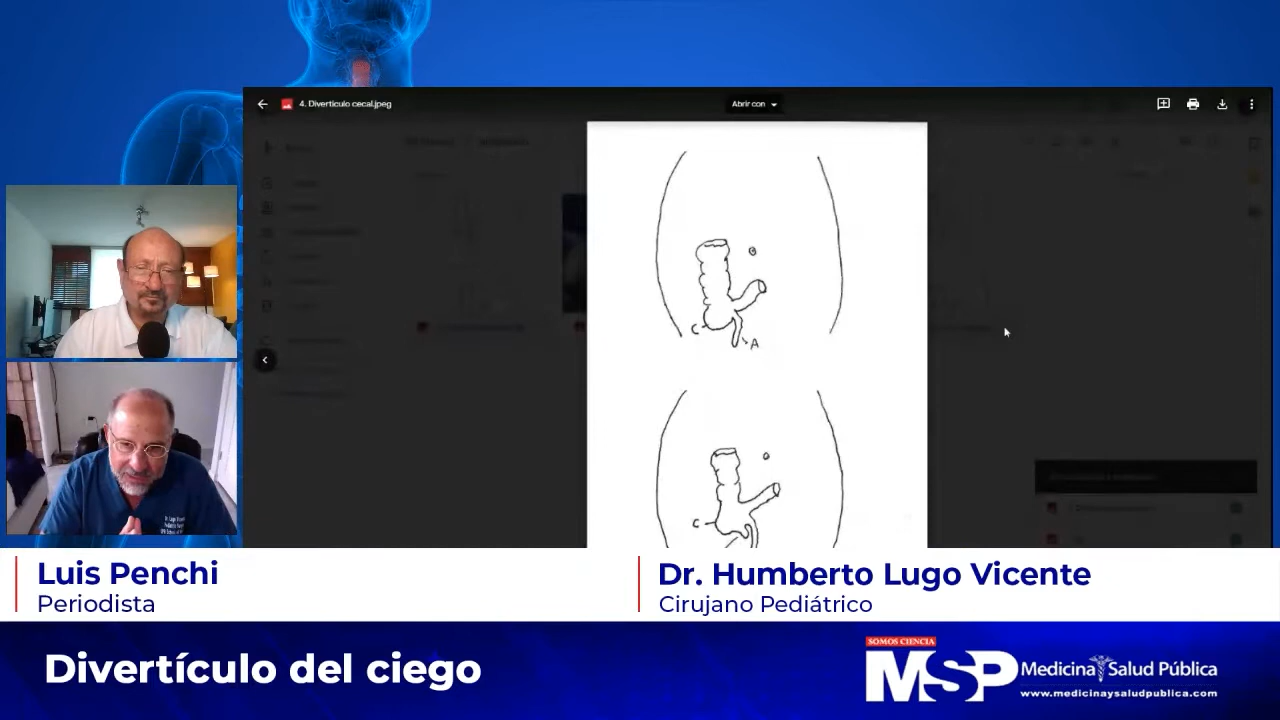 4. Diverticulo cecal.jpeg
Abrir con
C
A
C
Luis Penchi
Periodista
Dr. Humberto Lugo Vicente
Cirujano Pediátrico
Divertículo del ciego
SOMOS CIENCIA
MSP Medicina Salud Pública
www.medicinaysaludpublica.com